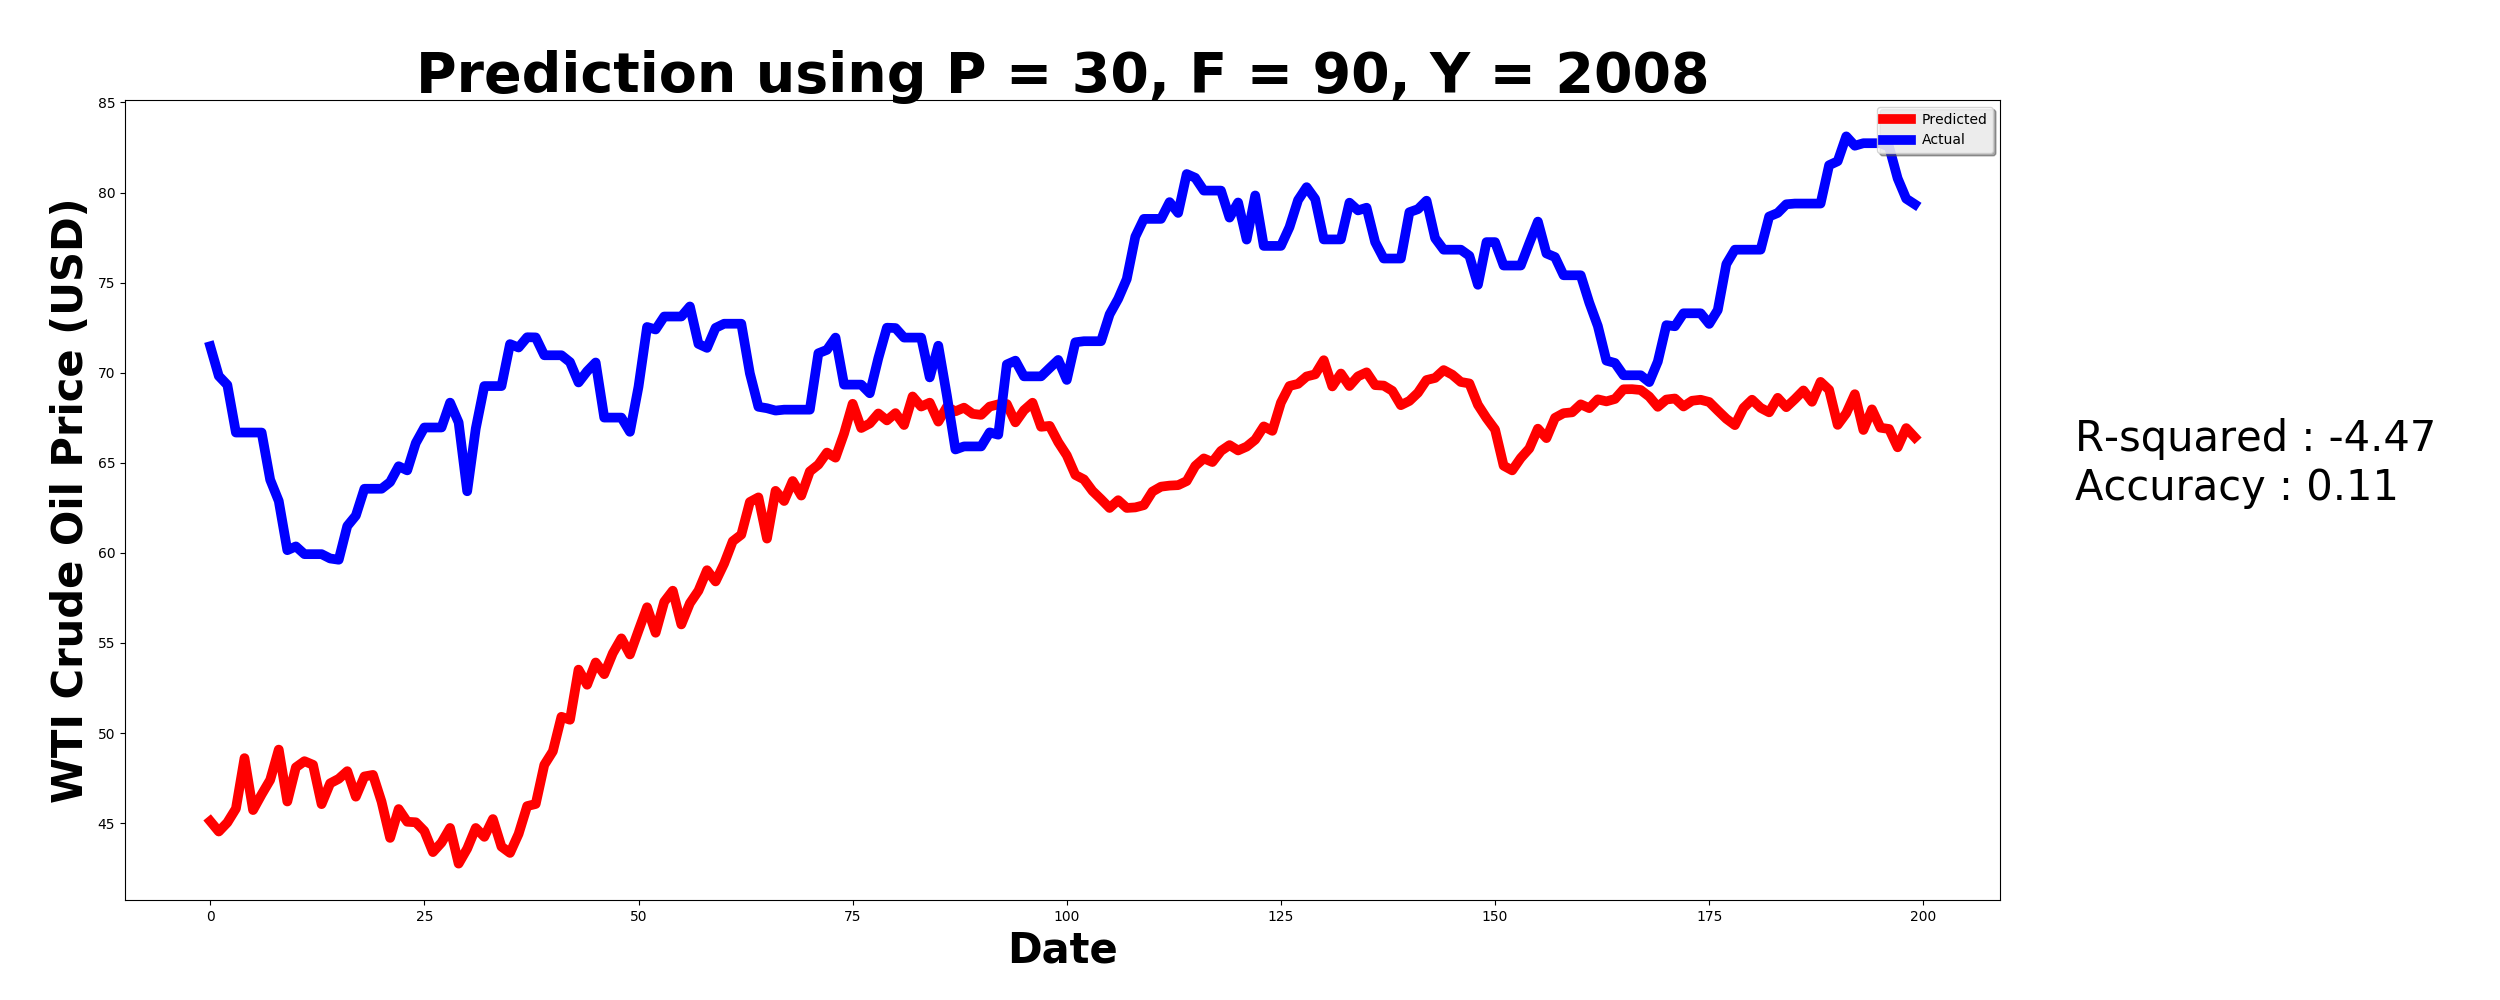 Prediction using P = 30, F = 90, Y = 2008
Predicted
Actual
WTI Crude Oil Price (USD)
85
80
75
70
65
60
55
50
45
0 25 50 75 100 125 150 175 200
Date
R-squared : -4.47
Accuracy : 0.11